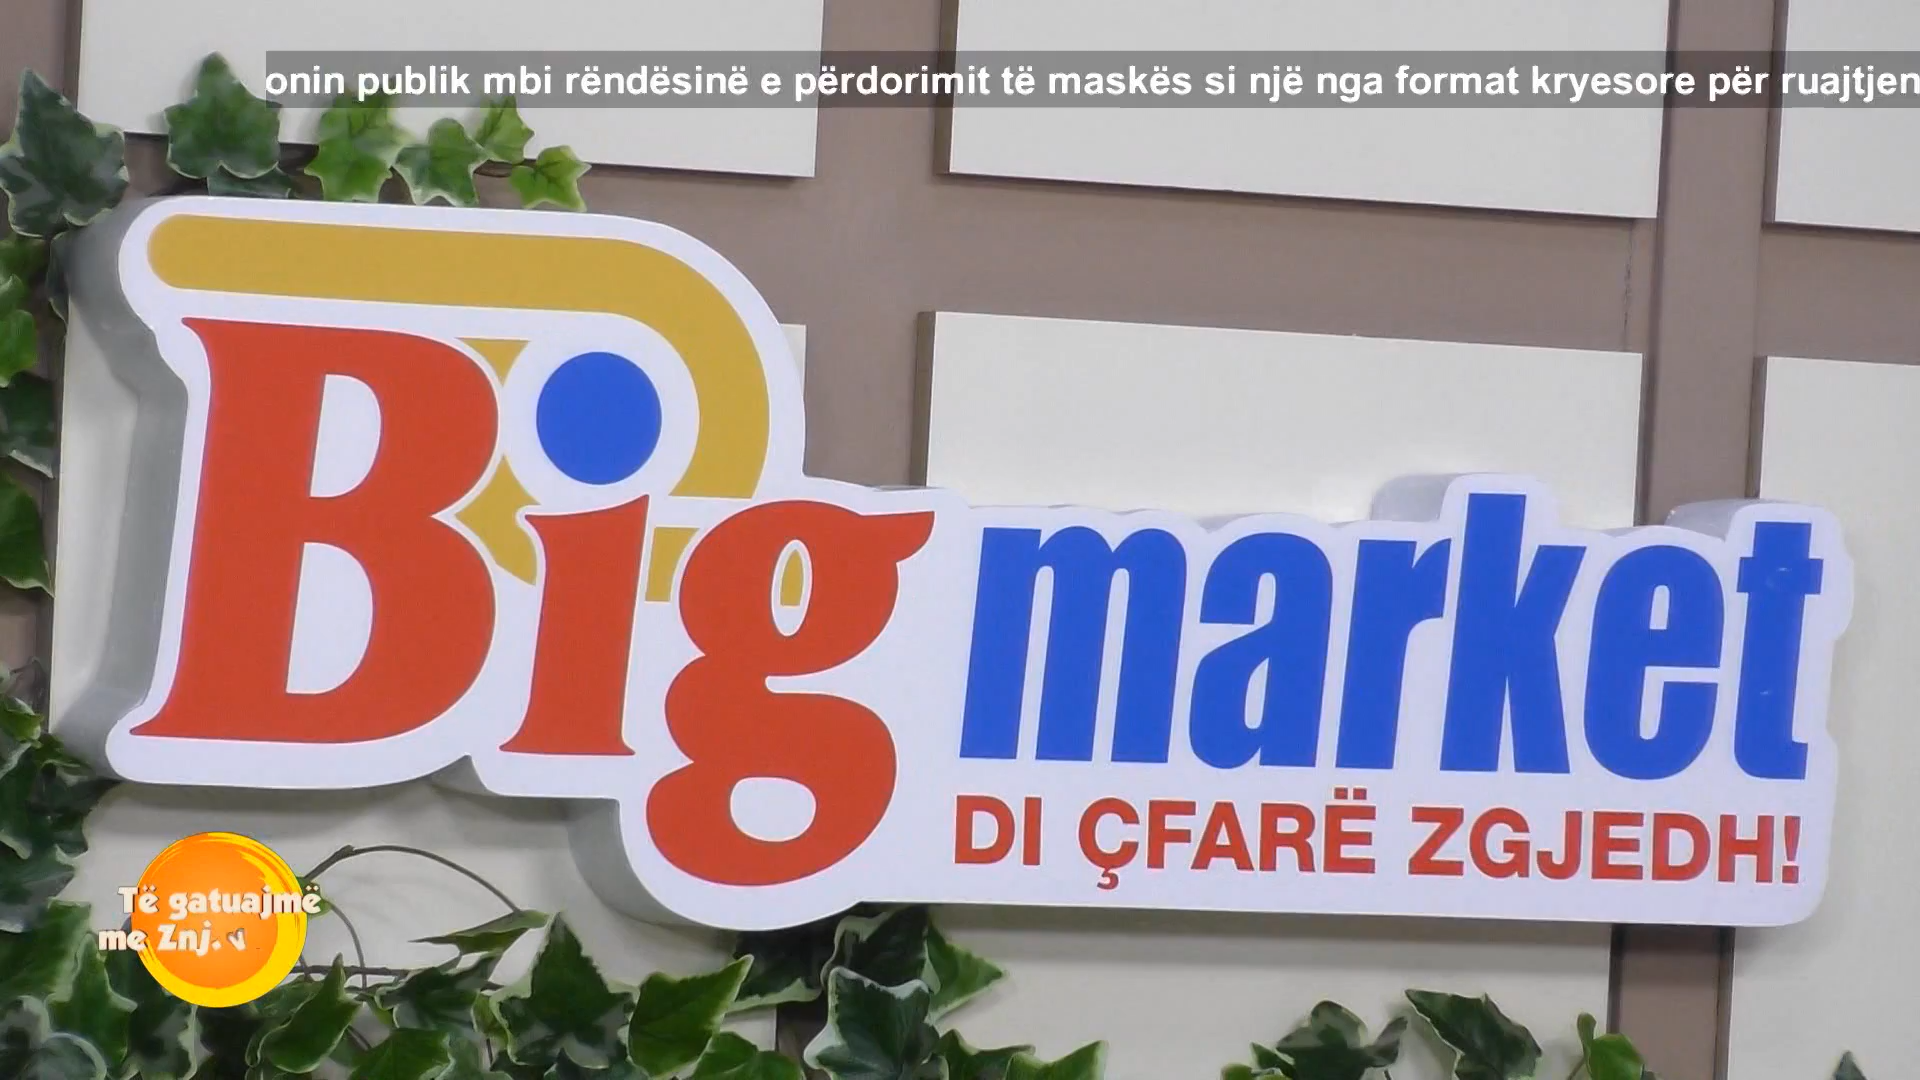 onin publik mbi rëndësinë e përdorimit të maskës si një nga format kryesore për ruajtjen
Big market
DI ÇFARË ZGJEDH!
Të gatuajmë
me Znj.